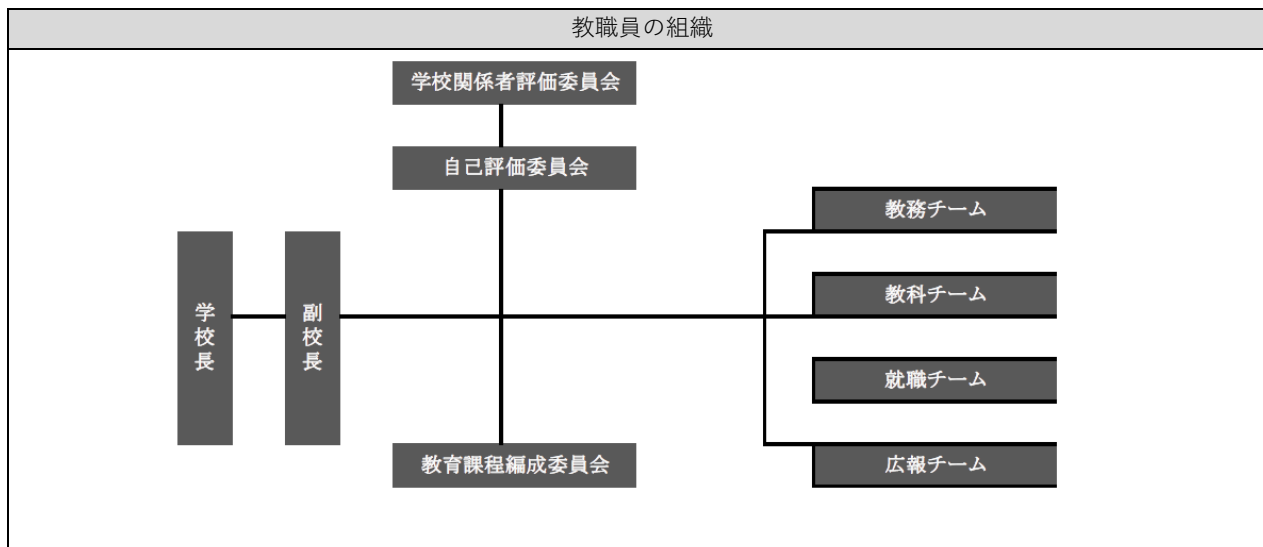 教職員の組織
学校関係者評価委員会
自己評価委員会
教務チーム
学校長
副校長
教科チーム
就職チーム
教育課程編成委員会
広報チーム